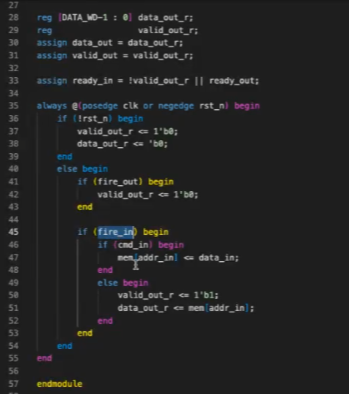 27
28 reg [DATA_WD-1 : 0] data_out_r;
29 reg valid_out_r;
30 assign data_out = data_out_r;
31 assign valid_out = valid_out_r;
32
33 assign ready_in = !valid_out_r || ready_out;
34
35 always @(posedge clk or negedge rst_n) begin
36 if (!rst_n) begin
37 valid_out_r <= 1'b0;
38 data_out_r <= 'b0;
39 end
40 else begin
41 if (fire_out) begin
42 valid_out_r <= 1'b0;
43 end
44
45 if (fire_in) begin
46 if (cmd_in) begin
47 mem[addr_in] <= data_in;
48 end
49 else begin
50 valid_out_r <= 1'b1;
51 data_out_r <= mem[addr_in];
52 end
53 end
54 end
55 end
56
57 endmodule